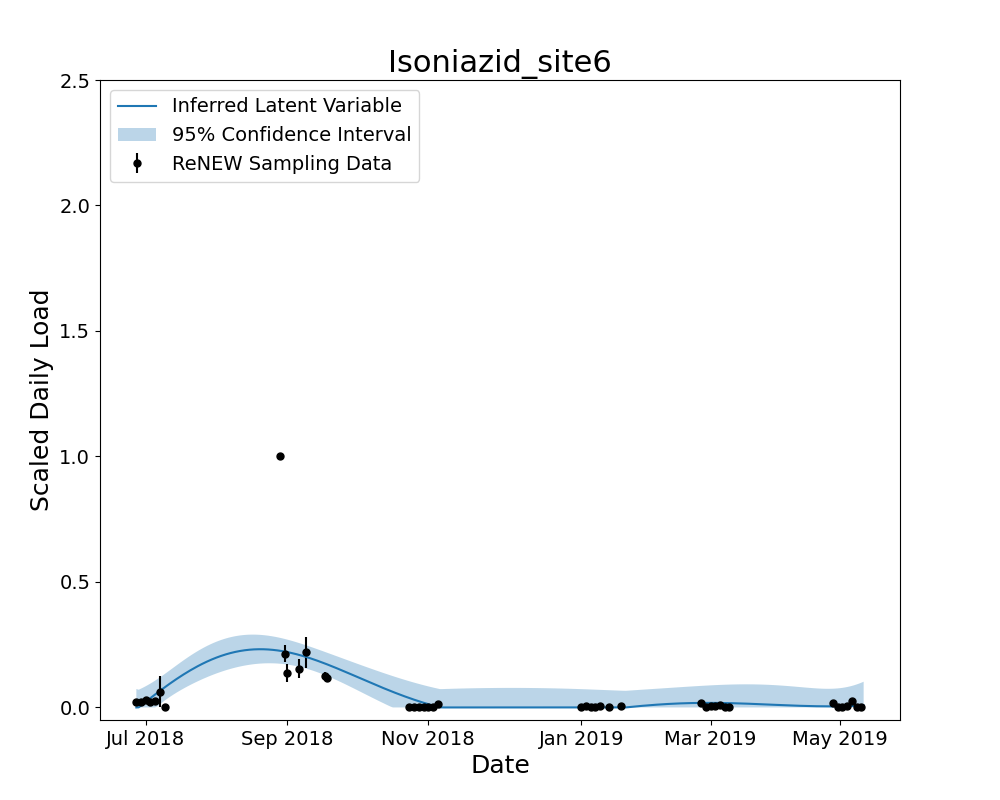 Isoniazid_site6
Inferred Latent Variable
95% Confidence Interval
ReNEW Sampling Data
Scaled Daily Load
2.5
2.0
1.5
1.0
0.5
0.0
Jul 2018 Sep 2018 Nov 2018 Jan 2019 Mar 2019 May 2019
Date